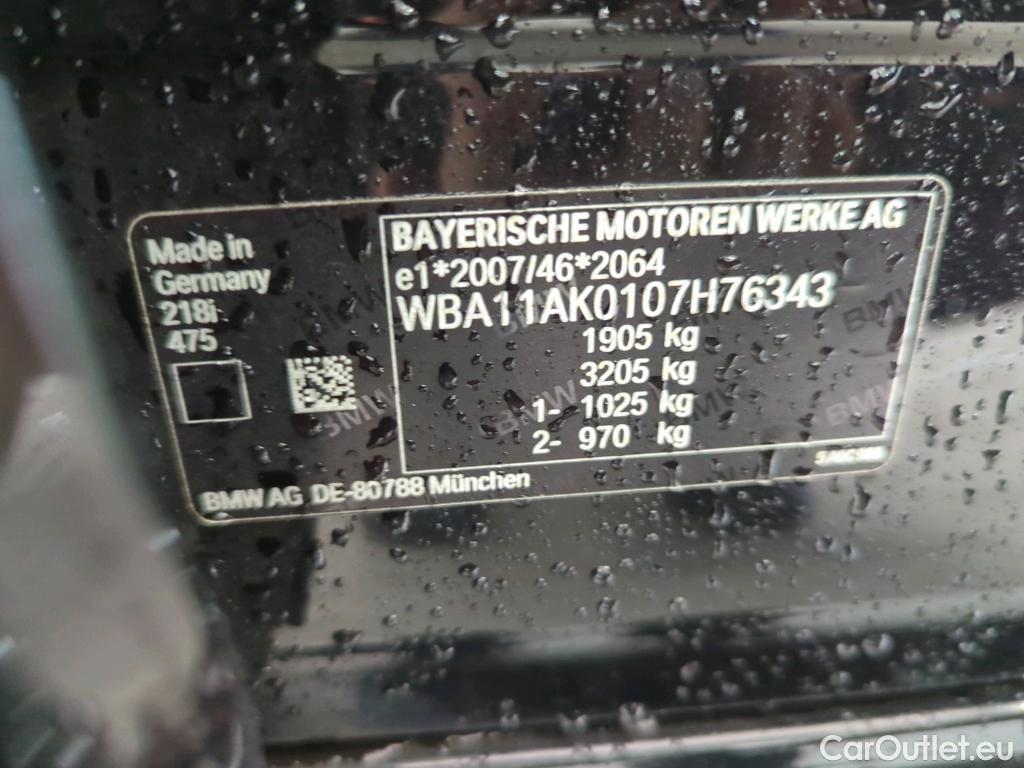 Made in
Germany
218i
475
BAYERISCHE MOTOREN WERKE AG
e1*2007/46*2064
WBA11AK0107H76343
1905 kg
3205 kg
1- 1025 kg
2- 970 kg
BMW AG DE-80788 München
CarOutlet.eu